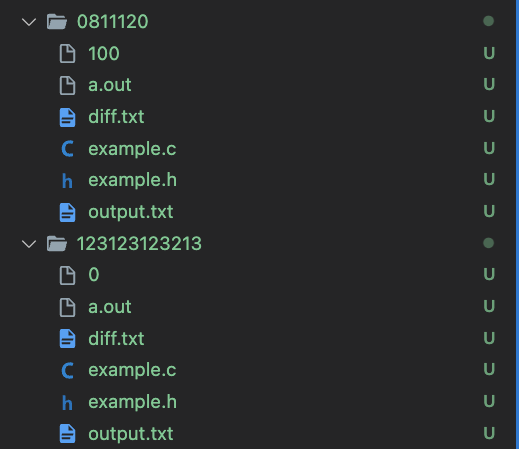 0811120
100 U
a.out U
diff.txt U
C example.c U
h example.h U
output.txt U
123123123213
0 U
a.out U
diff.txt U
C example.c U
h example.h U
output.txt U